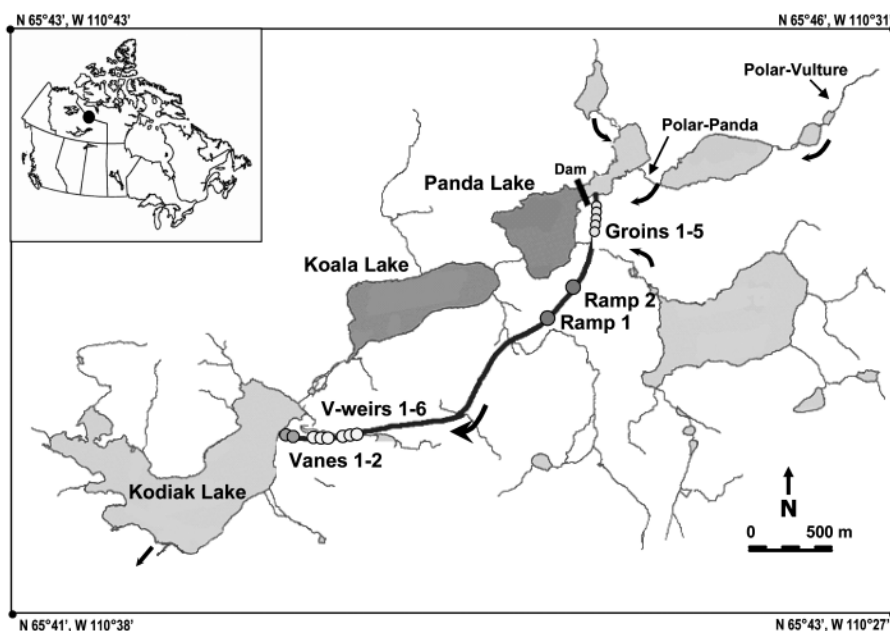 N 65°43', W 110°43'
N 65°46', W 110°31'
Polar-Vulture
Polar-Panda
Dam
Panda Lake
Groins 1-5
Koala Lake
Ramp 2
Ramp 1
V-weirs 1-6
Vanes 1-2
Kodiak Lake
N
0 500 m
N 65°41', W 110°38'
N 65°43', W 110°27'